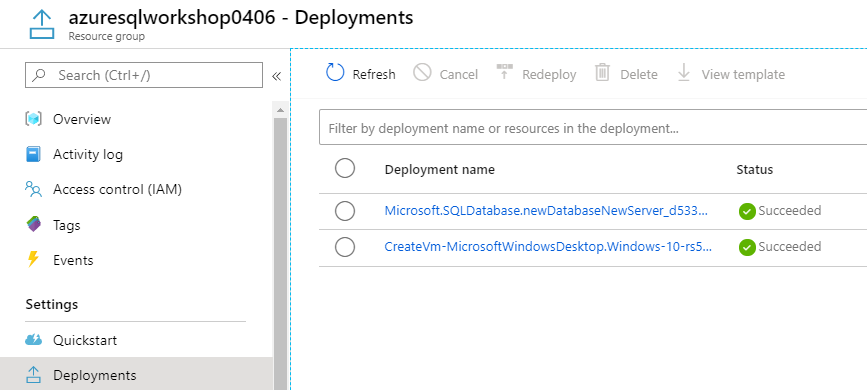 azuresqlworkshop0406 - Deployments
Resource group
Search (Ctrl+/)
«
Overview
Activity log
Access control (IAM)
Tags
Events
Settings
Quickstart
Deployments
Refresh
Cancel
Redeploy
Delete
View template
Filter by deployment name or resources in the deployment...
Deployment name Status
Microsoft.SQLDatabase.newDatabaseNewServer_d533... Succeeded
CreateVm-MicrosoftWindowsDesktop.Windows-10-rs5... Succeeded